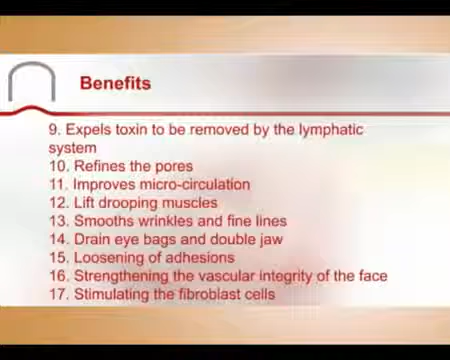 Benefits
9. Expels toxin to be removed by the lymphatic
system
10. Refines the pores
11. Improves micro-circulation
12. Lift drooping muscles
13. Smooths wrinkles and fine lines
14. Drain eye bags and double jaw
15. Loosening of adhesions
16. Strengthening the vascular integrity of the face
17. Stimulating the fibroblast cells